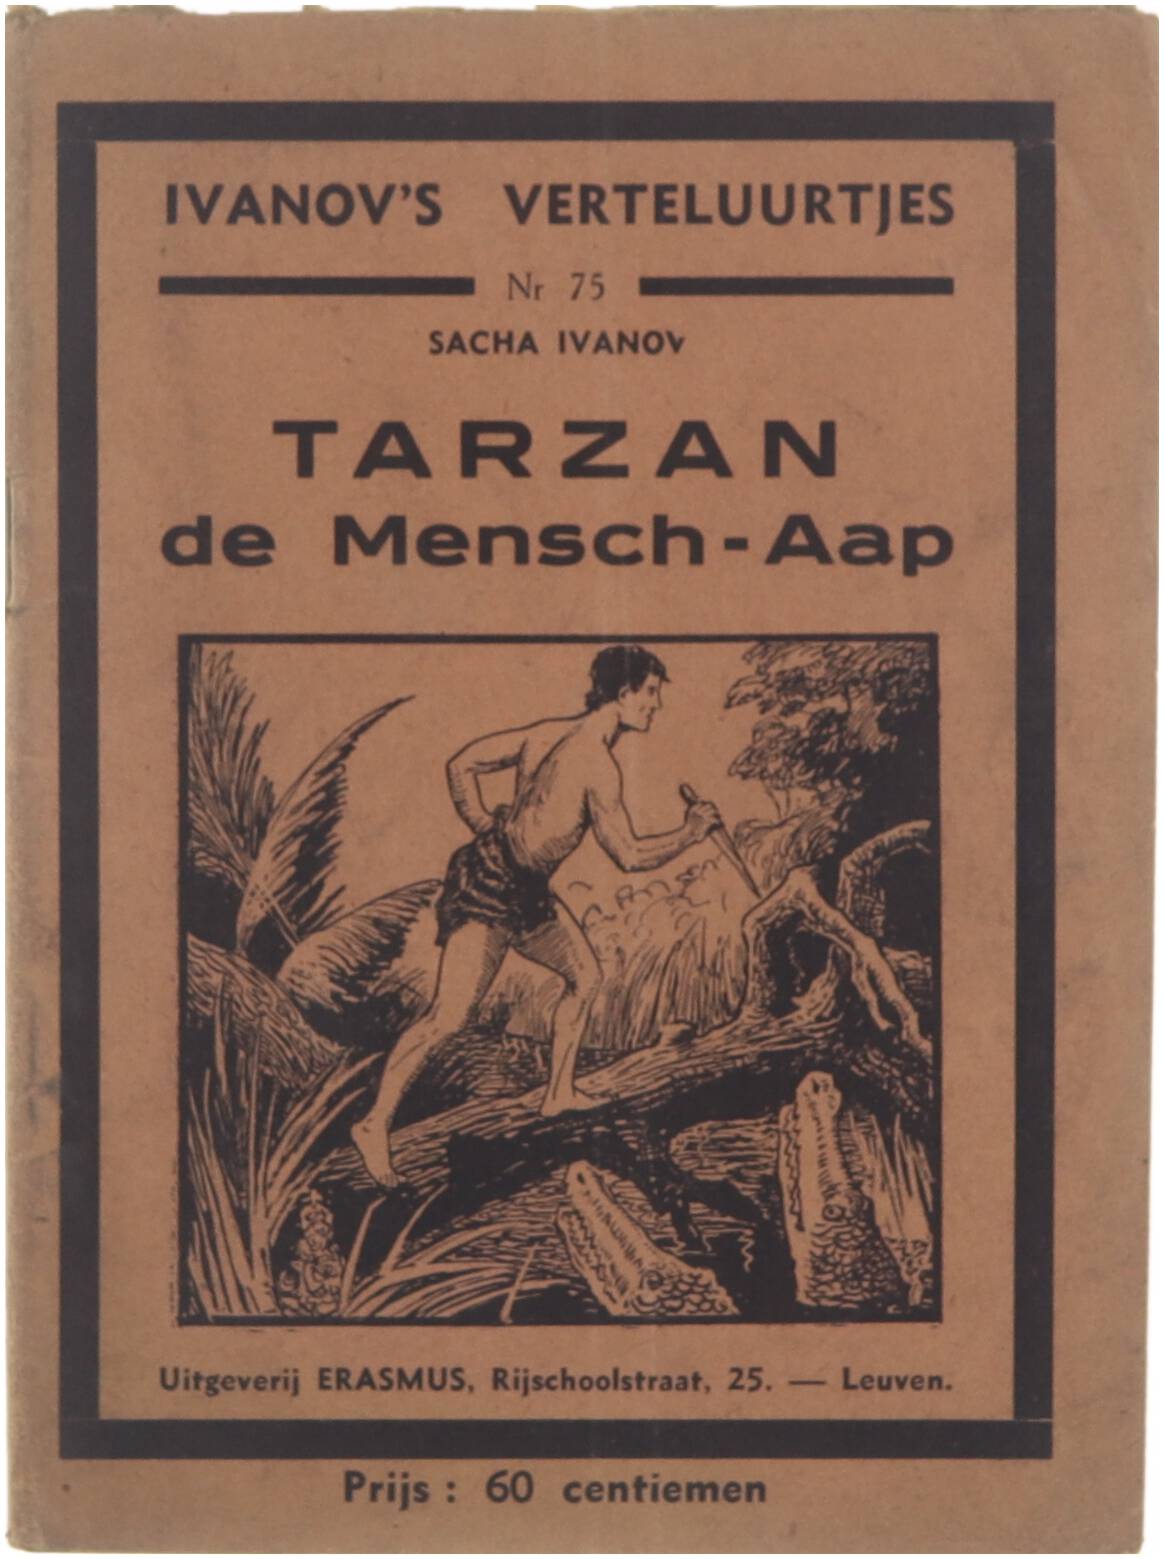 IVANOV'S VERTELUURTJES
Nr 75
SACHA IVANOV
TARZAN
de Mensch-Aap
Uitgeverij ERASMUS, Rijschoolstraat, 25. — Leuven.
Prijs : 60 centiemen